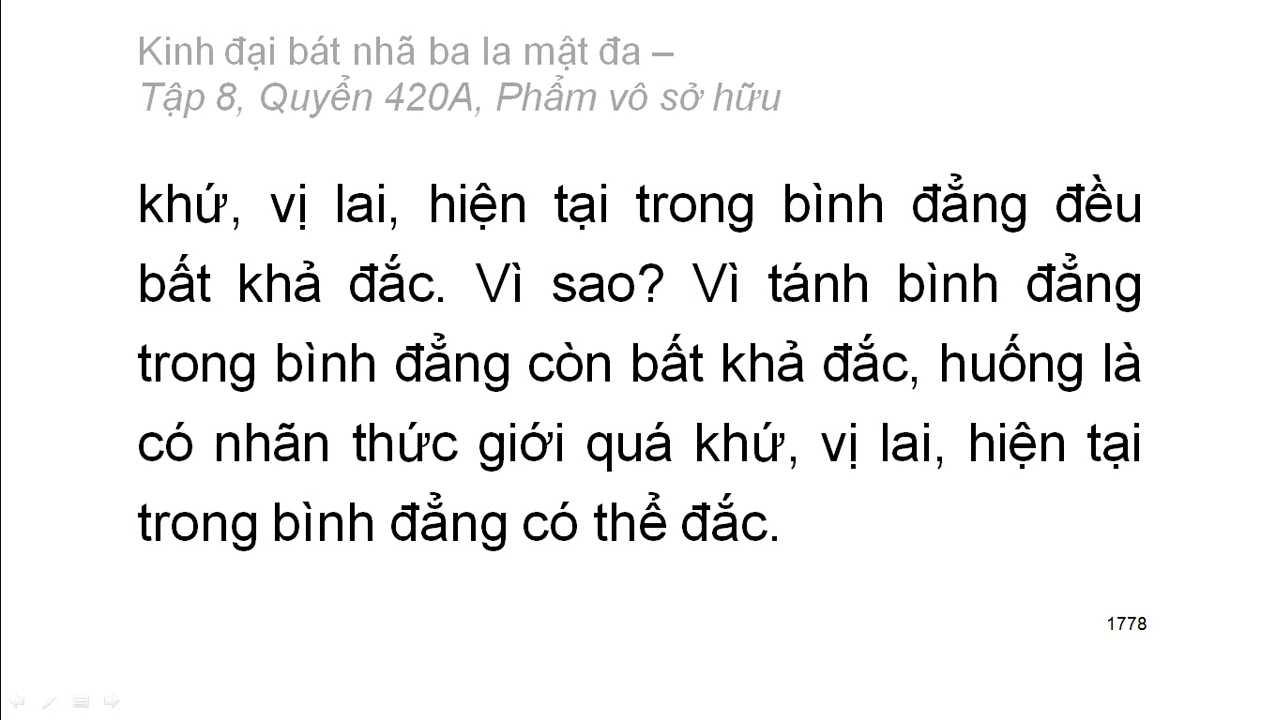 Kinh đại bát nhã ba la mật đa –
Tập 8, Quyển 420A, Phẩm vô sở hữu
khứ, vị lai, hiện tại trong bình đẳng đều
bất khả đắc. Vì sao? Vì tánh bình đẳng
trong bình đẳng còn bất khả đắc, huống là
có nhãn thức giới quá khứ, vị lai, hiện tại
trong bình đẳng có thể đắc.
1778